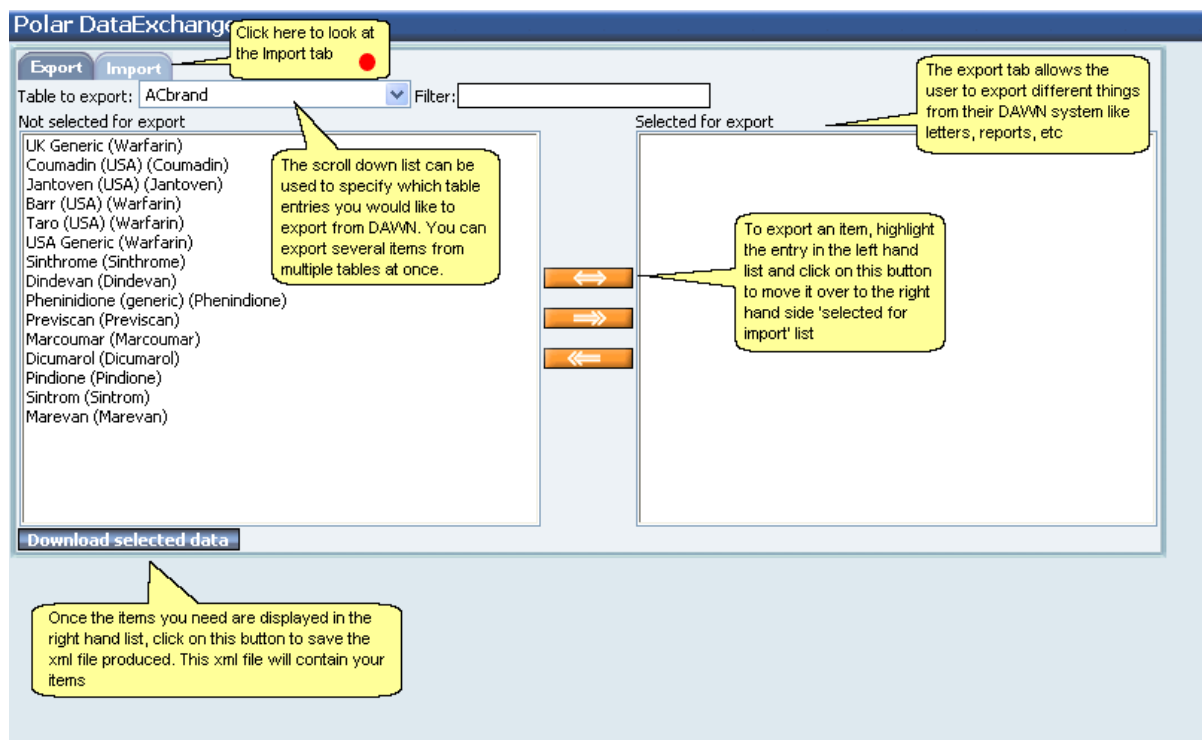 Polar DataExchange
Click here to look at
the Import tab
Export Import
Table to export: ACbrand Filter:
The export tab allows the
user to export different things
from their DAWN system like
letters, reports, etc
Not selected for export
Selected for export
UK Generic (Warfarin)
Coumadin (USA) (Coumadin)
Jantoven (USA) (Jantoven)
Barr (USA) (Warfarin)
Taro (USA) (Warfarin)
USA Generic (Warfarin)
Sinthrome (Sinthrome)
Dindevan (Dindevan)
Pheninidione (generic) (Phenindione)
Previscan (Previscan)
Marcoumar (Marcoumar)
Dicumarol (Dicumarol)
Pindione (Pindione)
Sintrom (Sintrom)
Marevan (Marevan)
The scroll down list can be
used to specify which table
entries you would like to
export from DAWN. You can
export several items from
multiple tables at once.
To export an item, highlight
the entry in the left hand
list and click on this button
to move it over to the right
hand side 'selected for
import' list
Download selected data
Once the items you need are displayed in the
right hand list, click on this button to save the
xml file produced. This xml file will contain your
items